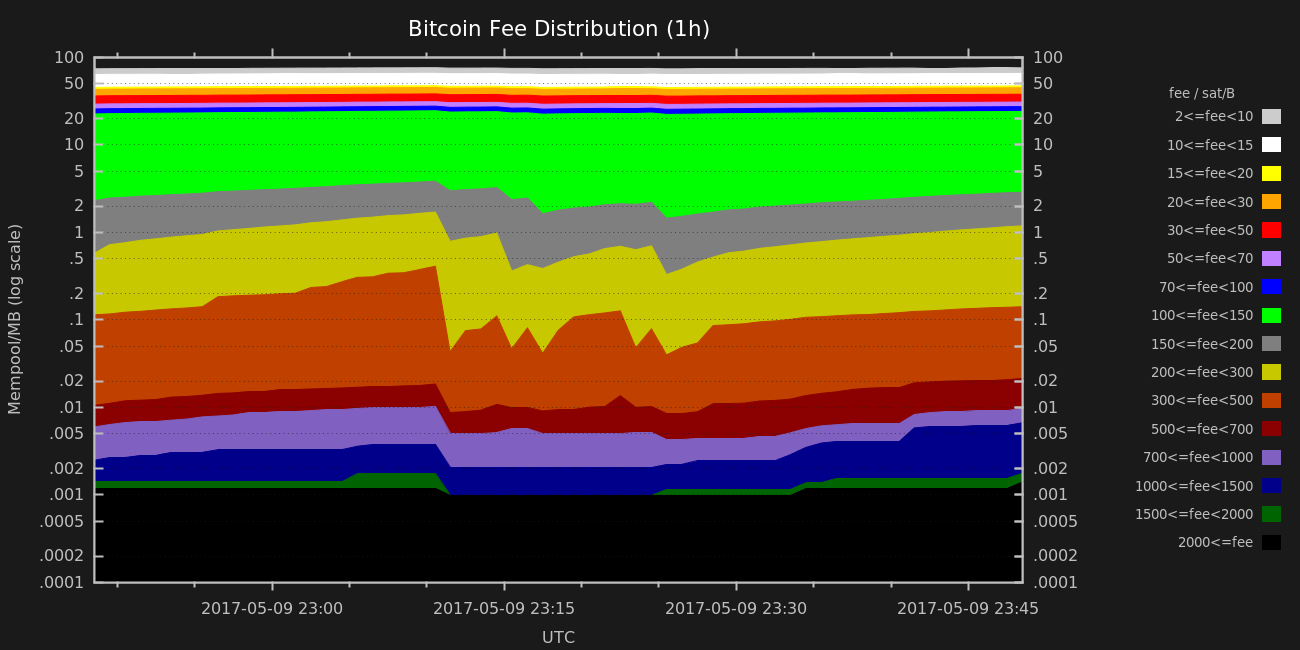 Bitcoin Fee Distribution (1h)
Mempool/MB (log scale)
100
50
20
10
5
2
1
.5
.2
.1
.05
.02
.01
.005
.002
.001
.0005
.0002
.0001
100
50
20
10
5
2
1
.5
.2
.1
.05
.02
.01
.005
.002
.001
.0005
.0002
.0001
2017-05-09 23:00 2017-05-09 23:15 2017-05-09 23:30 2017-05-09 23:45
UTC
fee / sat/B
2<=fee<10
10<=fee<15
15<=fee<20
20<=fee<30
30<=fee<50
50<=fee<70
70<=fee<100
100<=fee<150
150<=fee<200
200<=fee<300
300<=fee<500
500<=fee<700
700<=fee<1000
1000<=fee<1500
1500<=fee<2000
2000<=fee